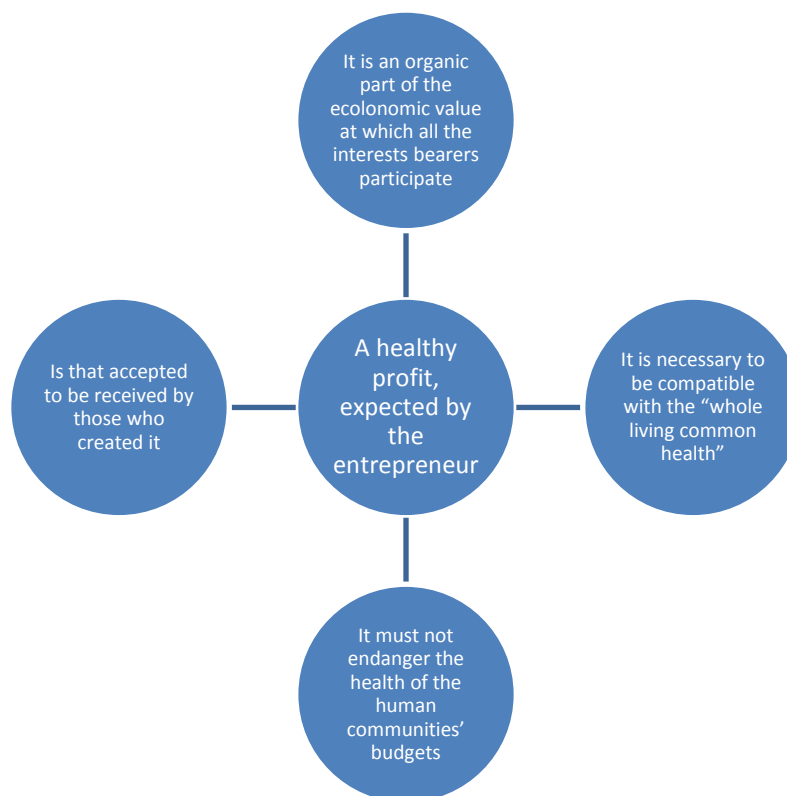 It is an organic
part of the
ecolonomic value
at which all the
interests bearers
participate
Is that accepted
to be received by
those who
created it
A healthy
profit,
expected by
the
entrepreneur
It is necessary to
be compatible
with the “whole
living common
health”
It must not
endanger the
health of the
human
communities’
budgets